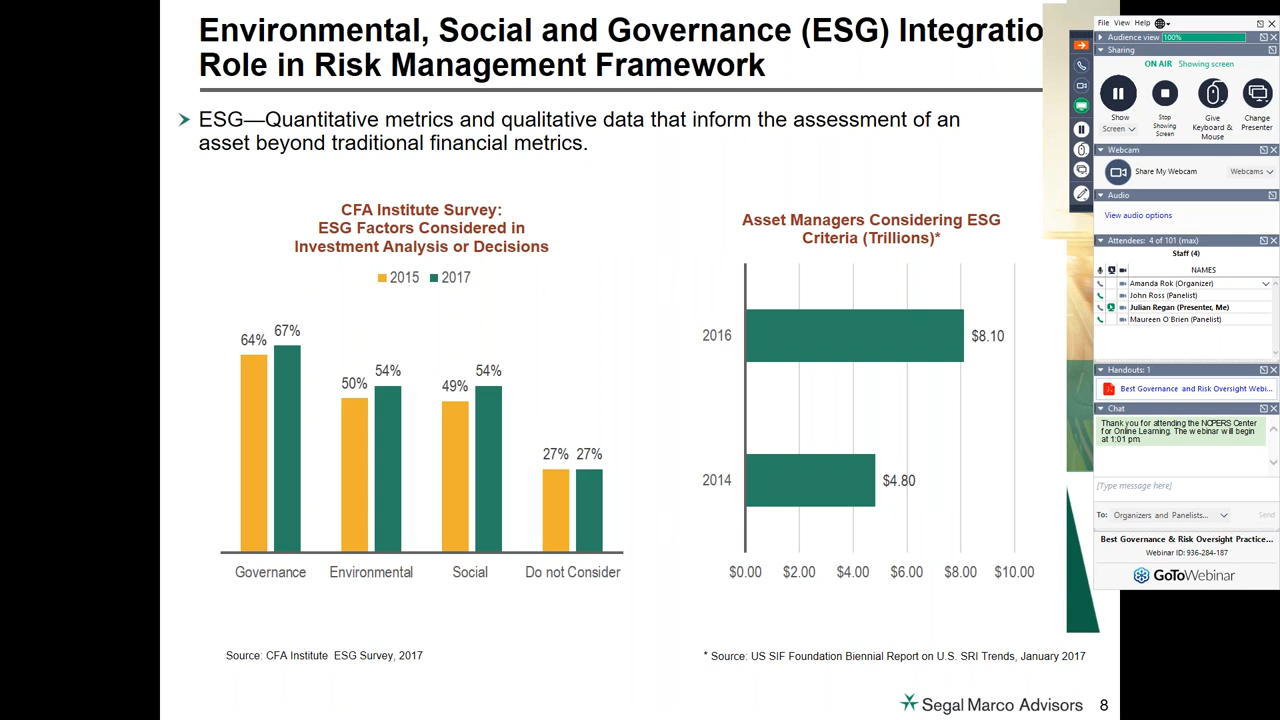 Environmental, Social and Governance (ESG) Integratio
Role in Risk Management Framework
ESG—Quantitative metrics and qualitative data that inform the assessment of an
asset beyond traditional financial metrics.
CFA Institute Survey:
ESG Factors Considered in
Investment Analysis or Decisions
2015 2017
64% 67%
50% 54%
49% 54%
27% 27%
Governance Environmental Social Do not Consider
Source: CFA Institute ESG Survey, 2017
Asset Managers Considering ESG
Criteria (Trillions)*
2016 $8.10
2014 $4.80
$0.00 $2.00 $4.00 $6.00 $8.00 $10.00
* Source: US SIF Foundation Biennial Report on U.S. SRI Trends, January 2017
Segal Marco Advisors 8
File View Help
Audience view 100%
Sharing
ON AIR Showing screen
Show
Screen
Stop
Showing
Screen
Give
Keyboard &
Mouse
Change
Presenter
Webcam
Share My Webcam Webcams
Audio
View audio options
Attendees: 4 of 101 (max)
Staff (4)
NAMES
Amanda Rok (Organizer)
John Ross (Panelist)
Julian Regan (Presenter, Me)
Maureen O'Brien (Panelist)
Handouts: 1
Best Governance and Risk Oversight Webi...
Chat
Thank you for attending the NCPERS Center
for Online Learning. The webinar will begin
at 1:01 pm.
[Type message here]
To: Organizers and Panelists... Send
Best Governance & Risk Oversight Practice...
Webinar ID: 936-284-187
GoToWebinar